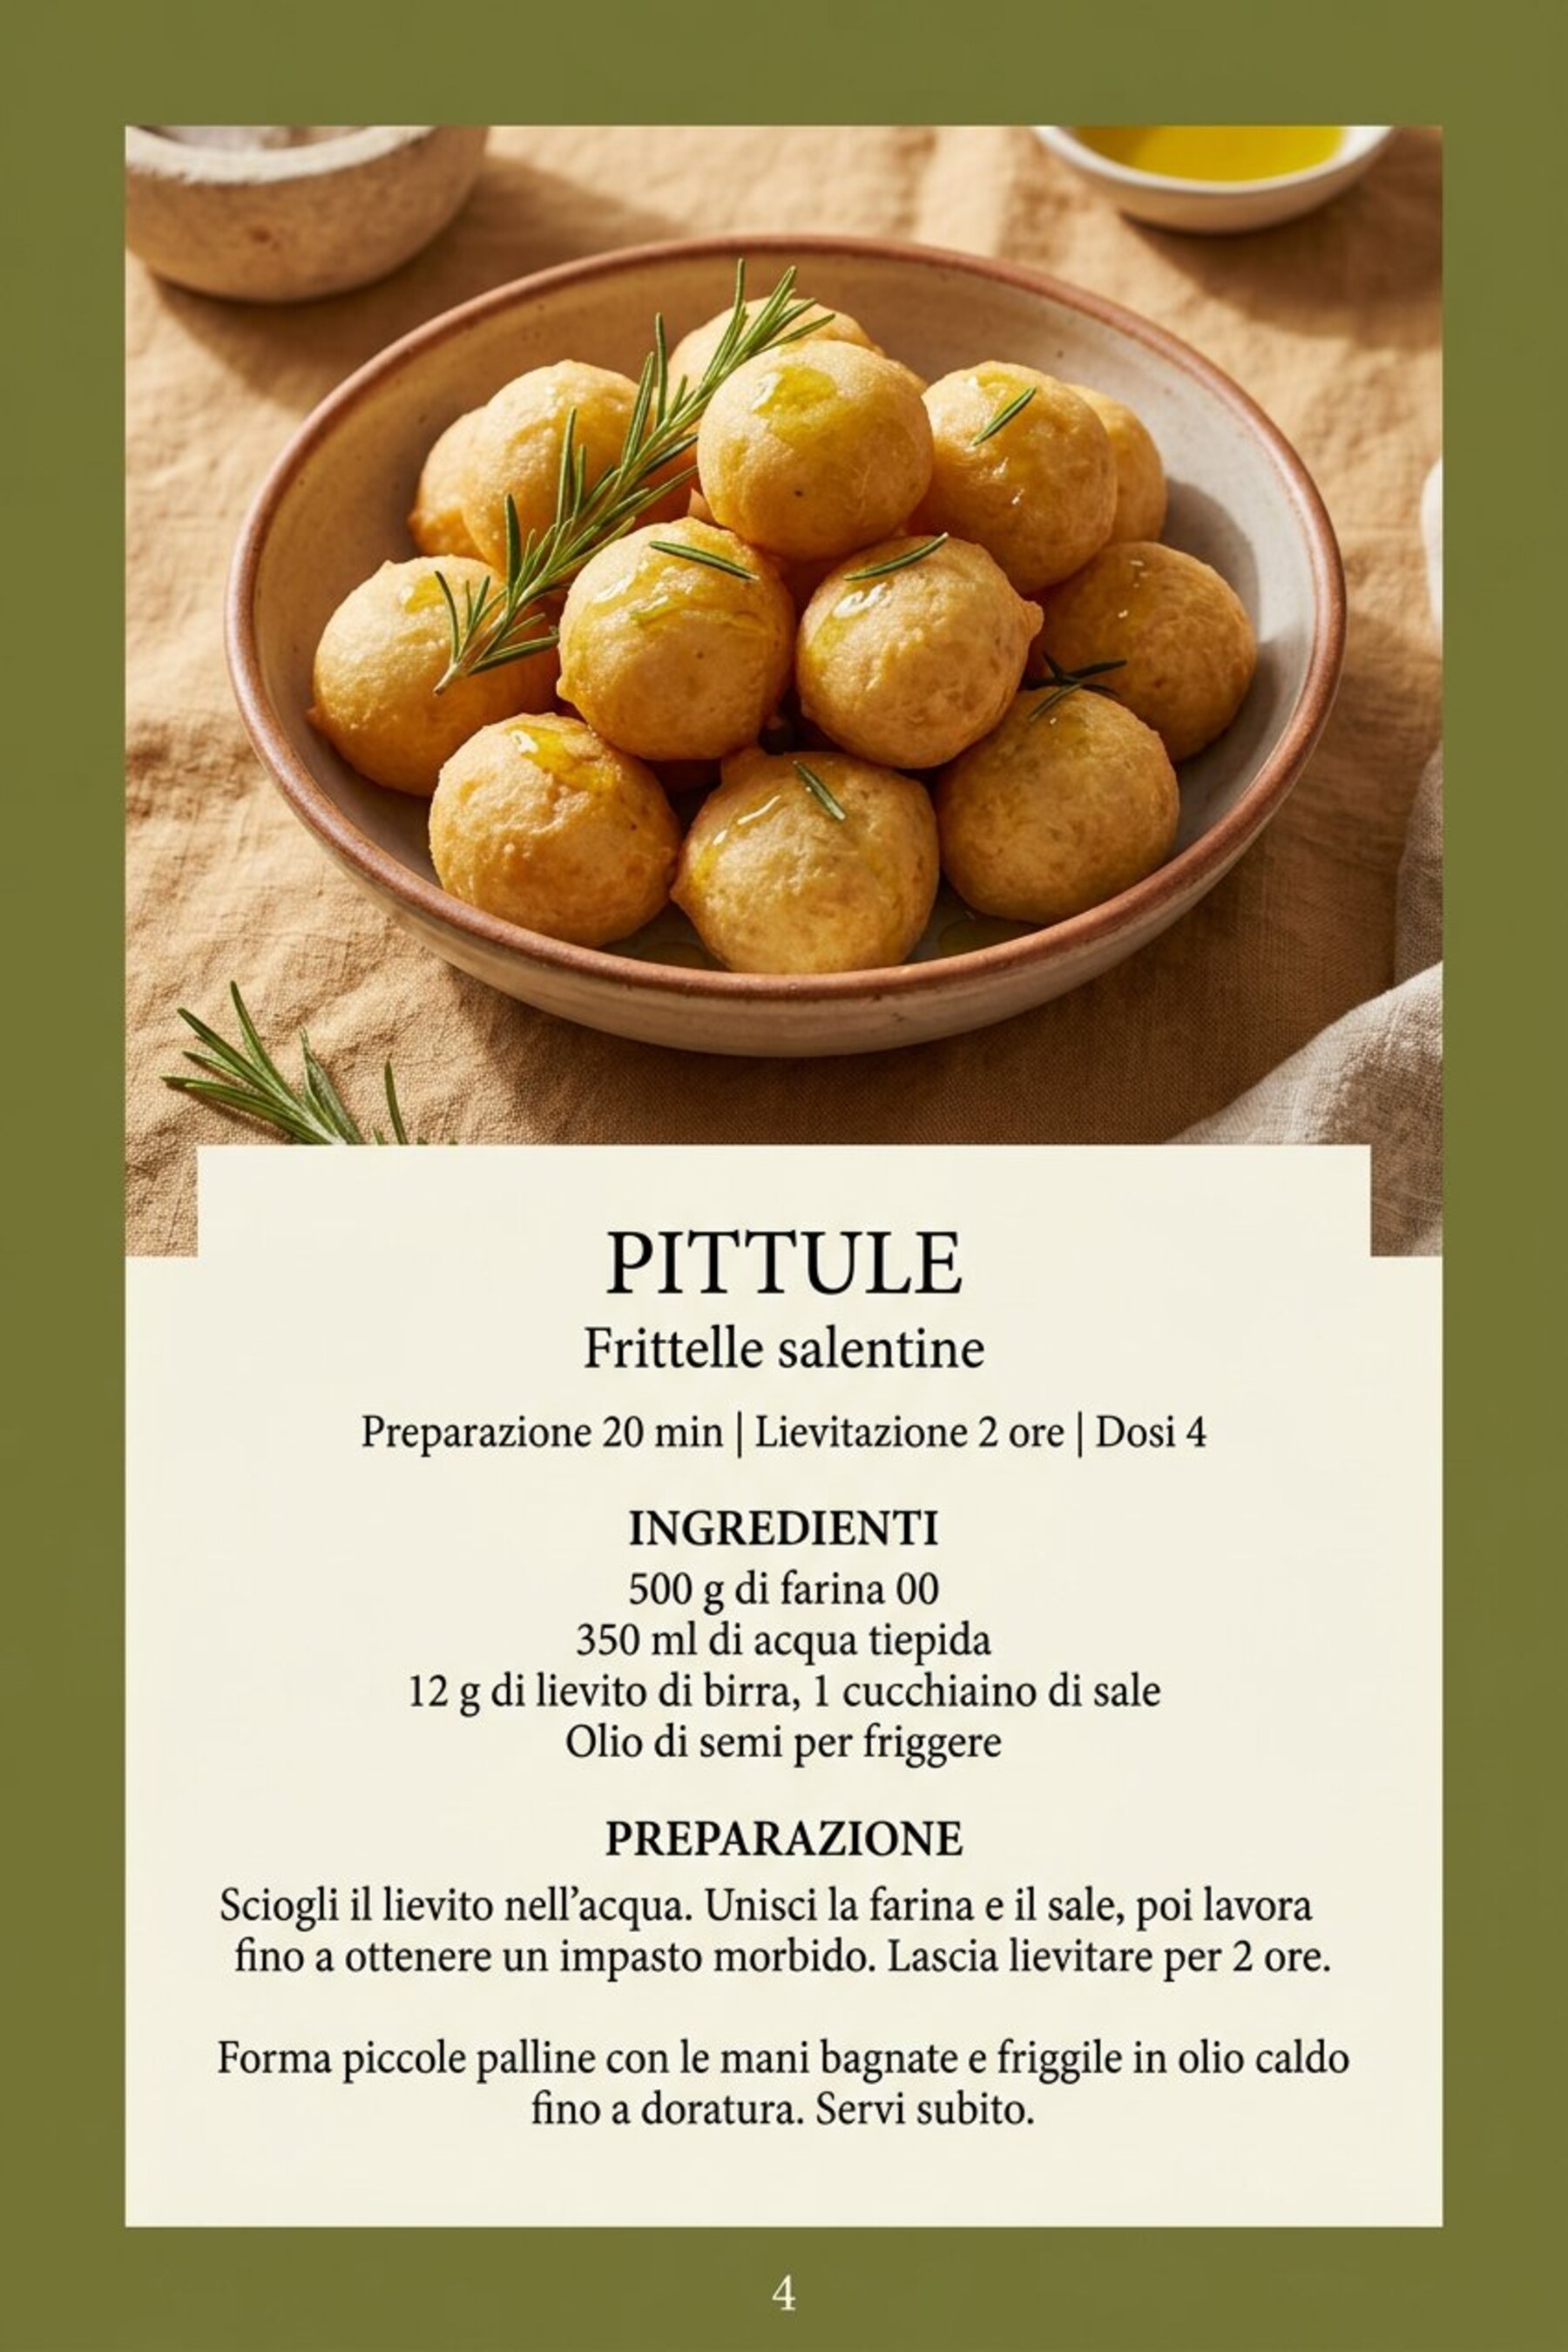 PITTULE
Frittelle salentine
Preparazione 20 min | Lievitazione 2 ore | Dosi 4
INGREDIENTI
500 g di farina 00
350 ml di acqua tiepida
12 g di lievito di birra, 1 cucchiaino di sale
Olio di semi per friggere
PREPARAZIONE
Sciogli il lievito nell’acqua. Unisci la farina e il sale, poi lavora
fino a ottenere un impasto morbido. Lascia lievitare per 2 ore.
Forma piccole palline con le mani bagnate e friggile in olio caldo
fino a doratura. Servi subito.
4